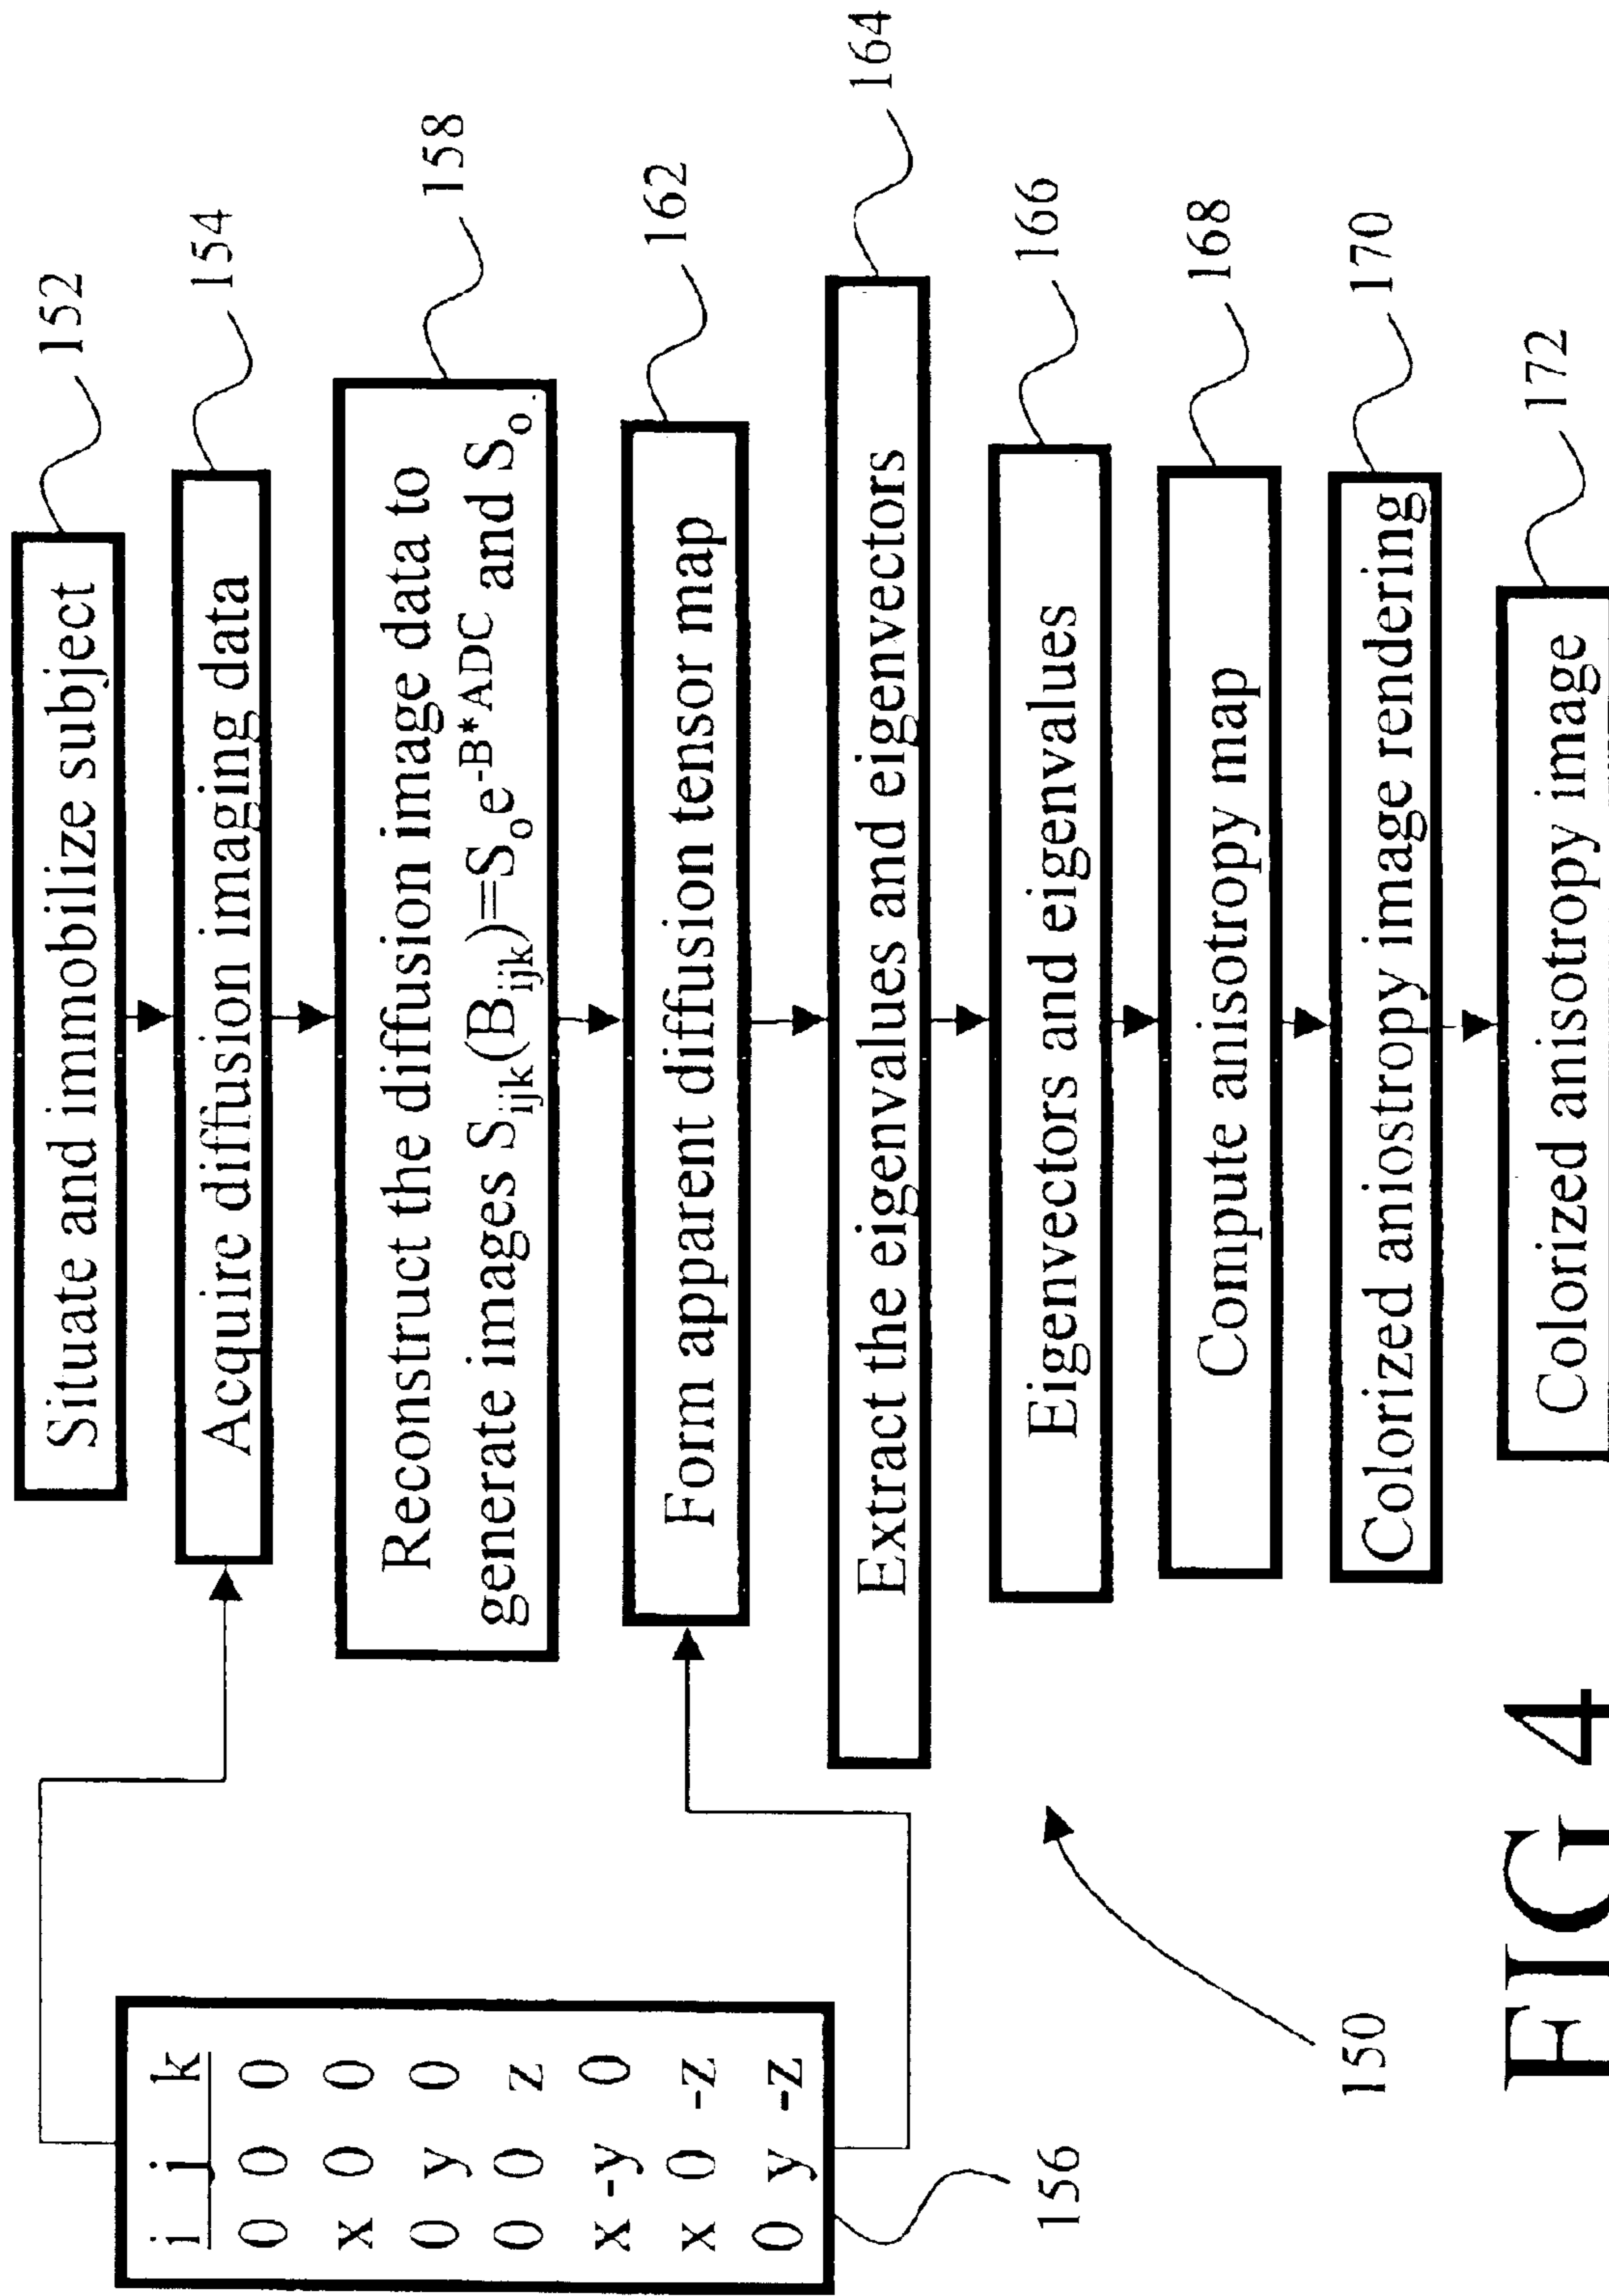 i j k
0 0 0
x 0 0
0 y 0
0 0 z
x -y 0
x 0 -z
0 y -z
156
150
Situate and immobilize subject
152
Acquire diffusion imaging data
154
Reconstruct the diffusion image data to
generate images S_ijk(B_ijk)=S_o e^-B*ADC and S_o.
158
Form apparent diffusion tensor map
162
Extract the eigenvalues and eigenvectors
164
Eigenvectors and eigenvalues
166
Compute anisotropy map
168
Colorized aniostropy image rendering
170
Colorized anisotropy image
172
FIG 4